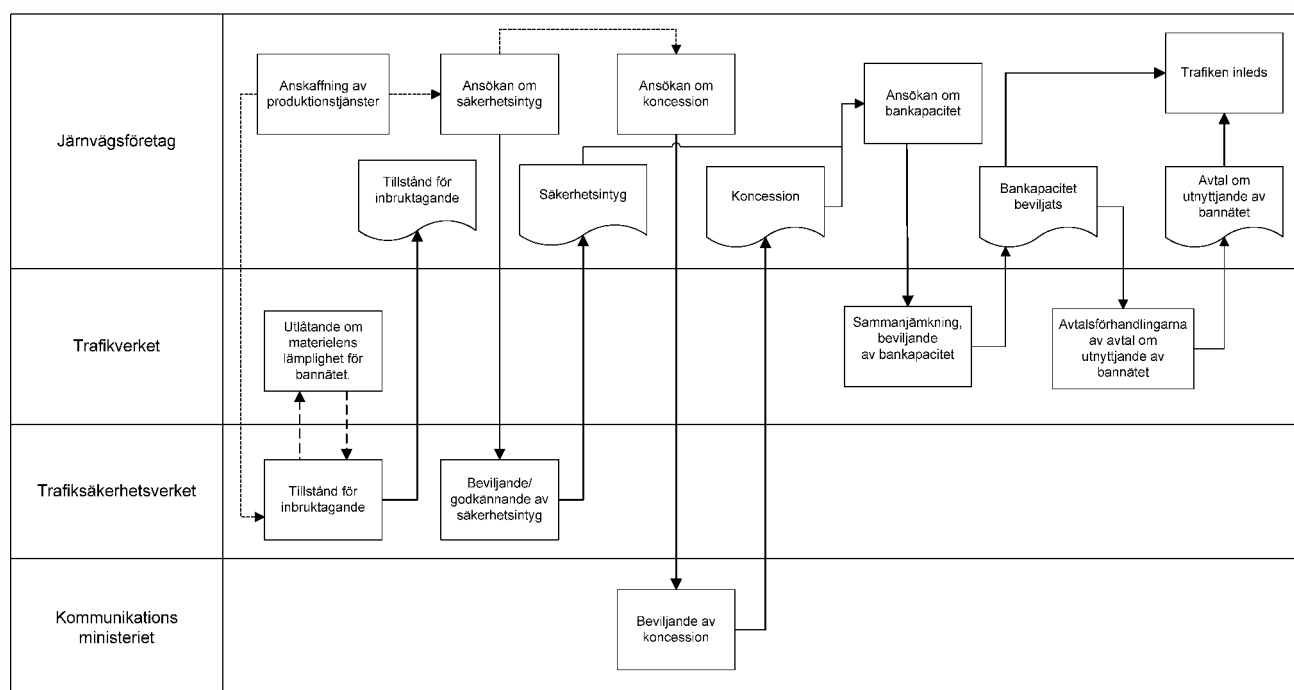 Järnvägsföretag
Anskaffning av
produktionstjänster
Ansökan om
säkerhetsintyg
Ansökan om
koncession
Ansökan om
bankapacitet
Trafiken inleds
Tillstånd för
inbruktagande
Säkerhetsintyg
Koncession
Bankapacitet
beviljats
Avtal om
utnyttjande av
bannätet
Trafikverket
Utlåtande om
materielens
lämplighet för
bannätet.
Sammanjämkning,
beviljande
av bankapacitet
Avtalsförhandlingarna
av avtal om
utnyttjande av
bannätet
Trafiksäkerhetsverket
Tillstånd för
inbruktagande
Beviljande/
godkännande av
säkerhetsintyg
Kommunikations
ministeriet
Beviljande av
koncession